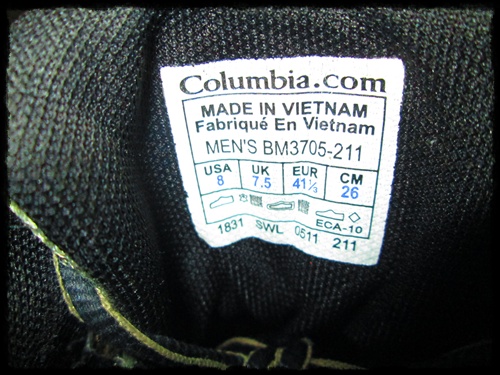 Columbia.com
MADE IN VIETNAM
Fabriqué En Vietnam
MEN'S BM3705-211
USA UK EUR CM
8 7.5 41⅓ 26
ECA-10
1831 SWL 0511 211